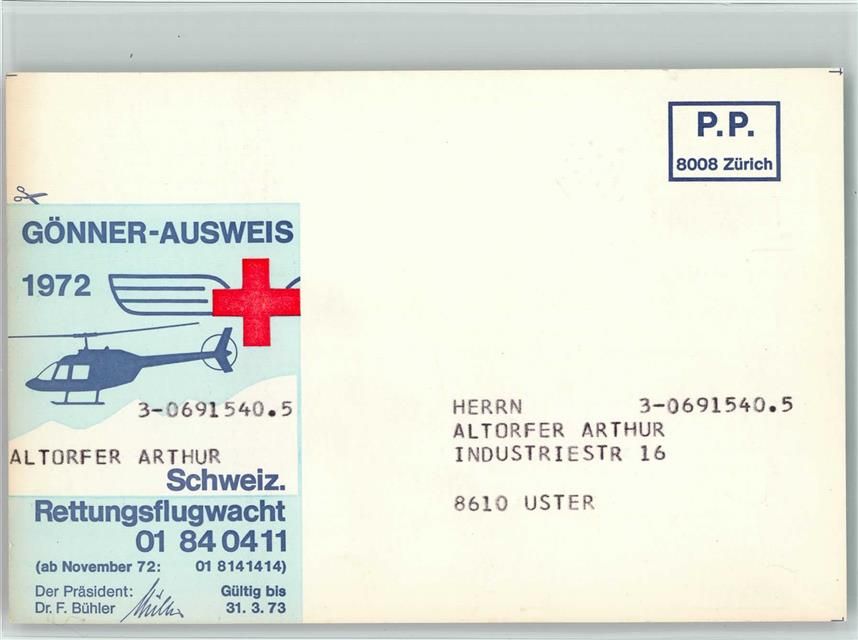 P.P.
8008 Zürich
GÖNNER-AUSWEIS
1972
3-0691540.5
ALTORFER ARTHUR
Schweiz.
Rettungsflugwacht
01 84 04 11
(ab November 72: 01 8141414)
Der Präsident: Gültig bis
Dr. F. Bühler 31. 3. 73
HERRN 3-0691540.5
ALTORFER ARTHUR
INDUSTRIESTR 16
8610 USTER